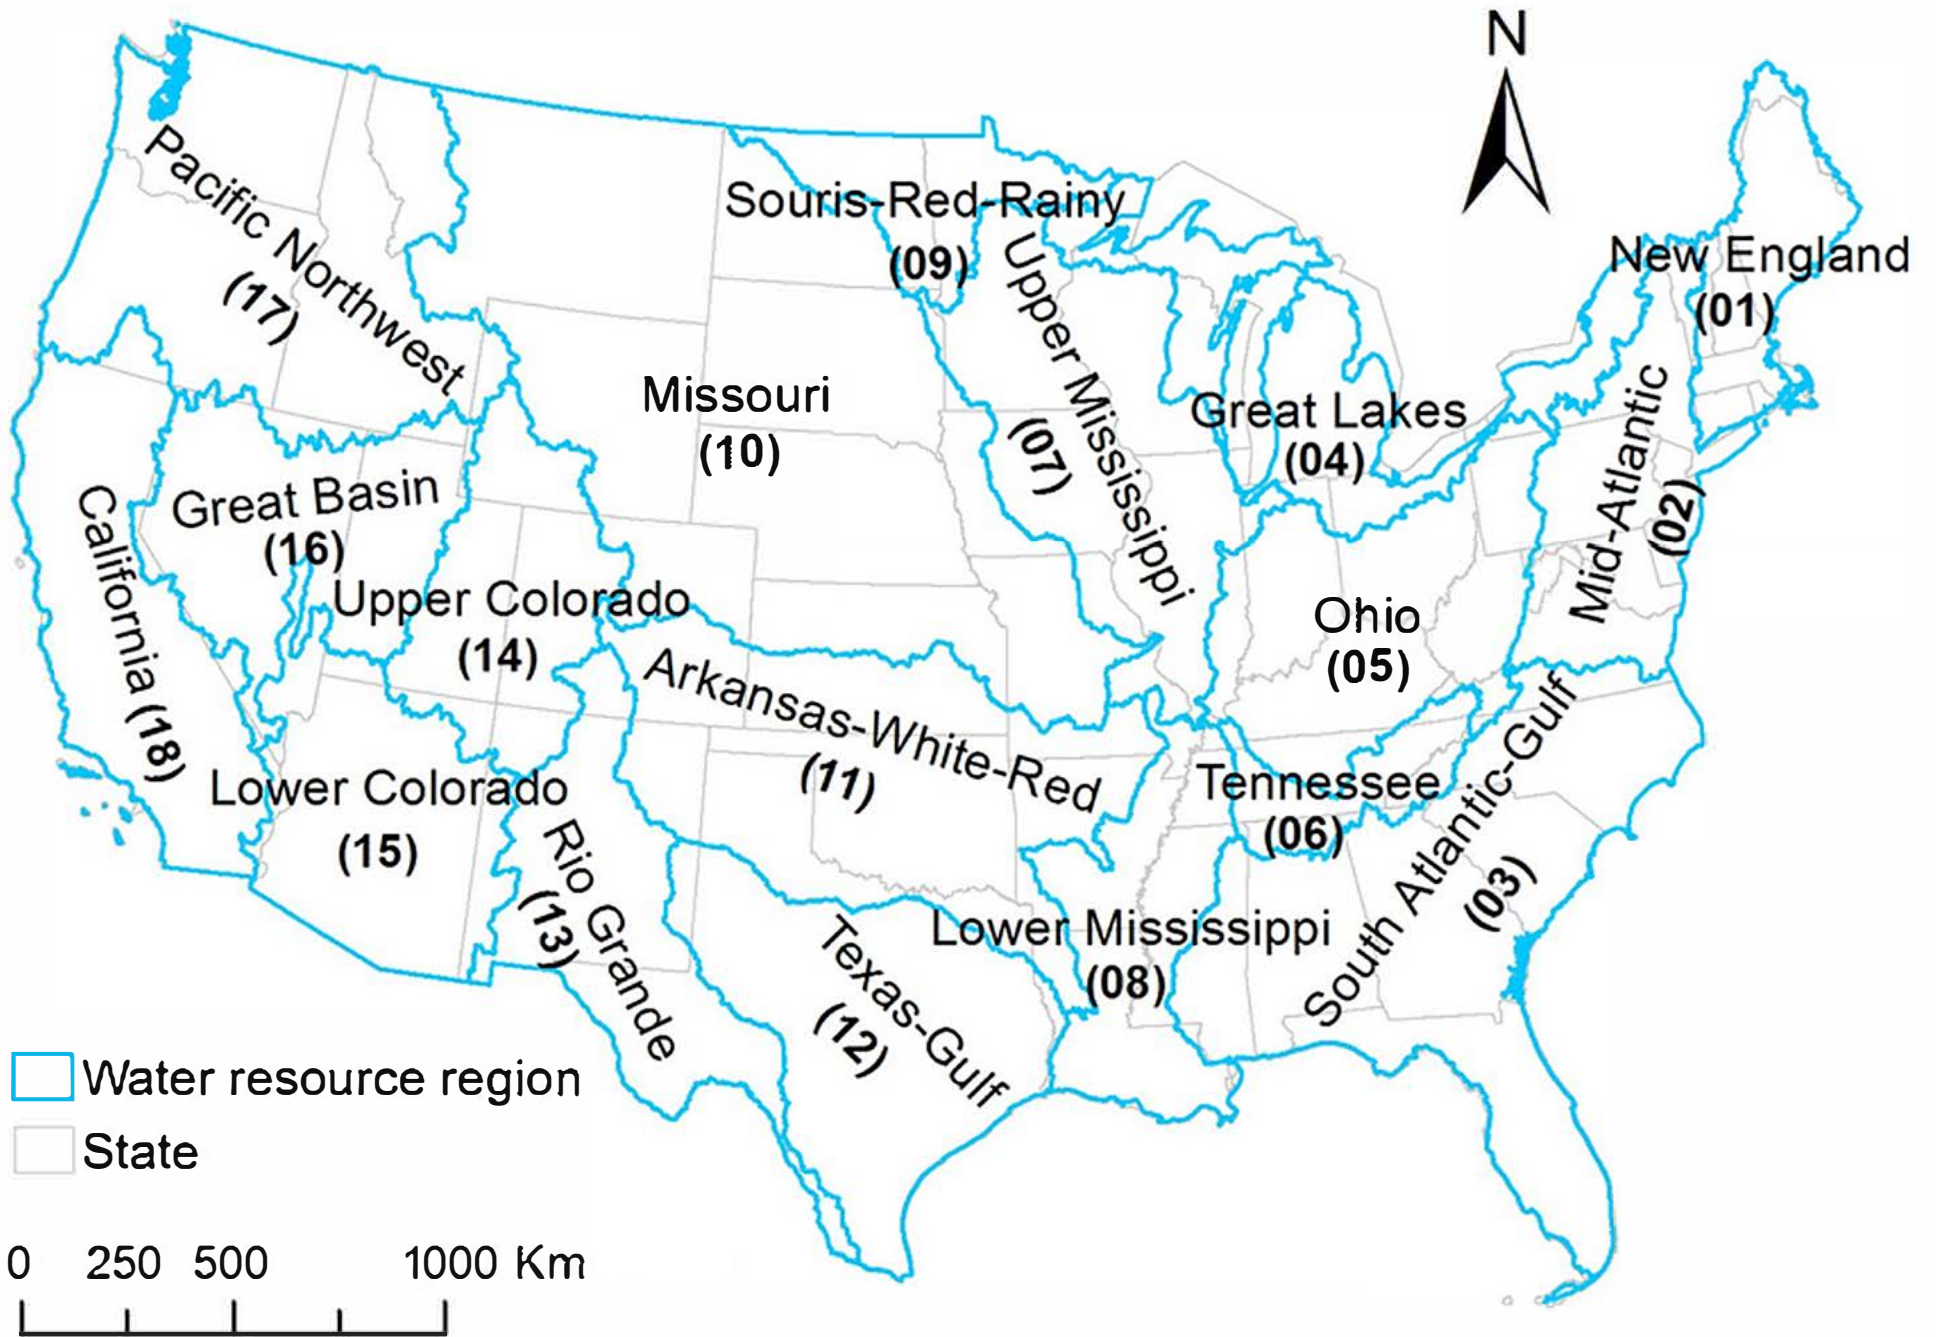 N
Pacific Northwest
(17)
Souris-Red-Rainy
(09)
Upper Mississippi
(07)
New England
(01)
Missouri
(10)
Great Lakes
(04)
Mid-Atlantic
(02)
Great Basin
(16)
California (18)
Upper Colorado
(14)
Ohio
(05)
Arkansas-White-Red
(11)
Lower Colorado
(15)
Tennessee
(06)
South Atlantic-Gulf
(03)
Rio Grande
(13)
Lower Mississippi
(08)
Texas-Gulf
(12)
Water resource region
State
0 250 500 1000 Km